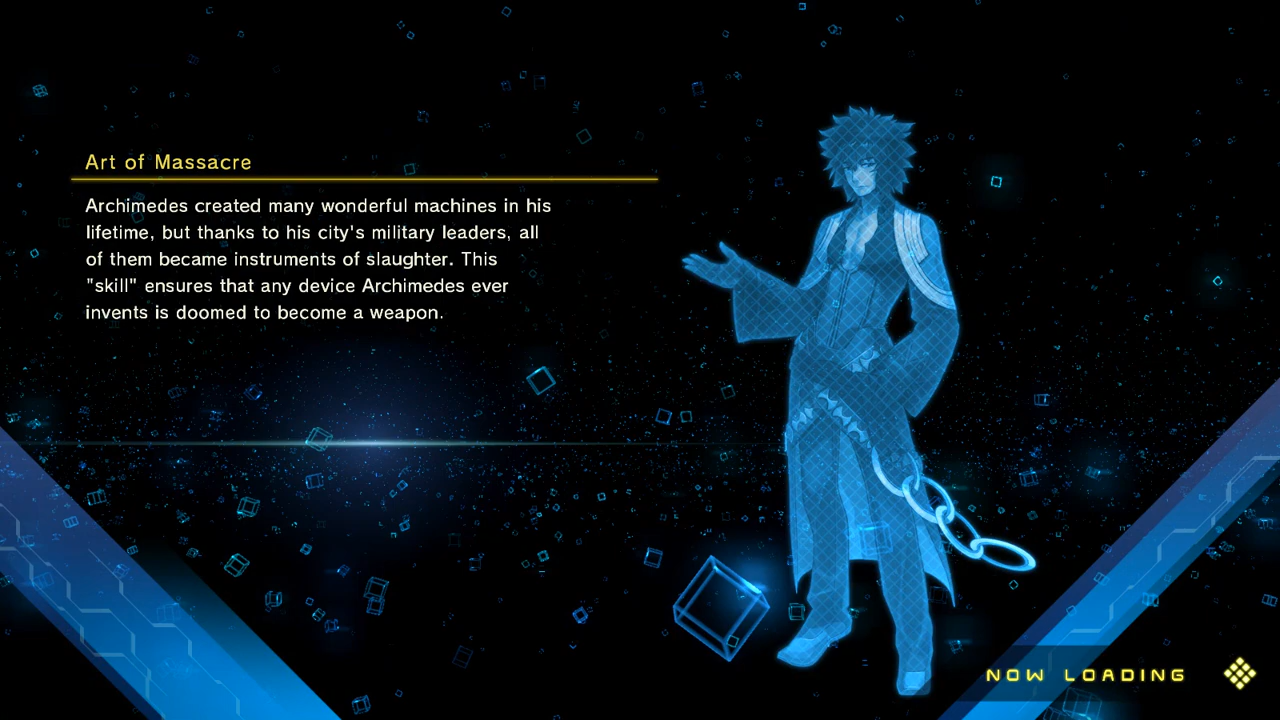 Art of Massacre
Archimedes created many wonderful machines in his
lifetime, but thanks to his city's military leaders, all
of them became instruments of slaughter. This
"skill" ensures that any device Archimedes ever
invents is doomed to become a weapon.
NOW LOADING